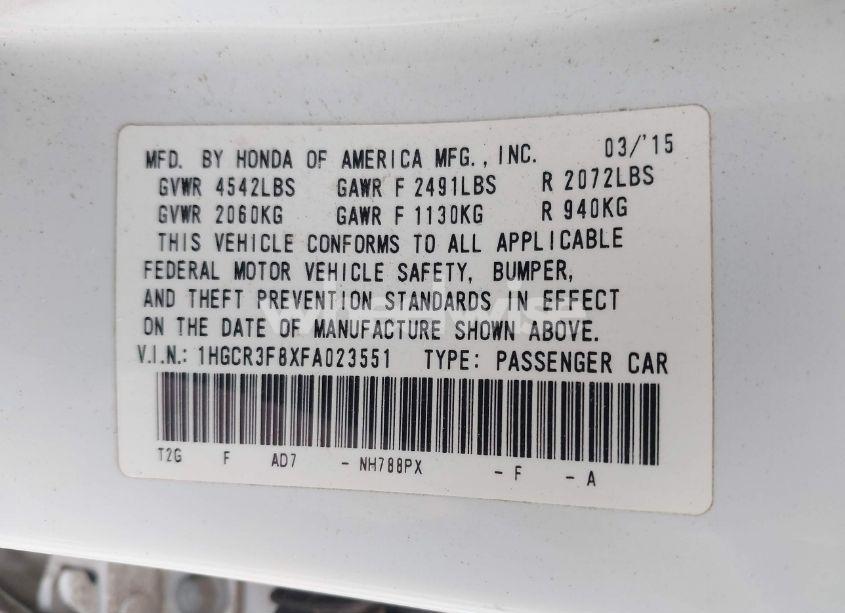 MFD. BY HONDA OF AMERICA MFG., INC. 03/'15
GVWR 4542LBS GAWR F 2491LBS R 2072LBS
GVWR 2060KG GAWR F 1130KG R 940KG
THIS VEHICLE CONFORMS TO ALL APPLICABLE
FEDERAL MOTOR VEHICLE SAFETY, BUMPER,
AND THEFT PREVENTION STANDARDS IN EFFECT
ON THE DATE OF MANUFACTURE SHOWN ABOVE.
V.I.N.: 1HGCR3F8XFA023551 TYPE: PASSENGER CAR
T2G F AD7 - NH788PX - F - A